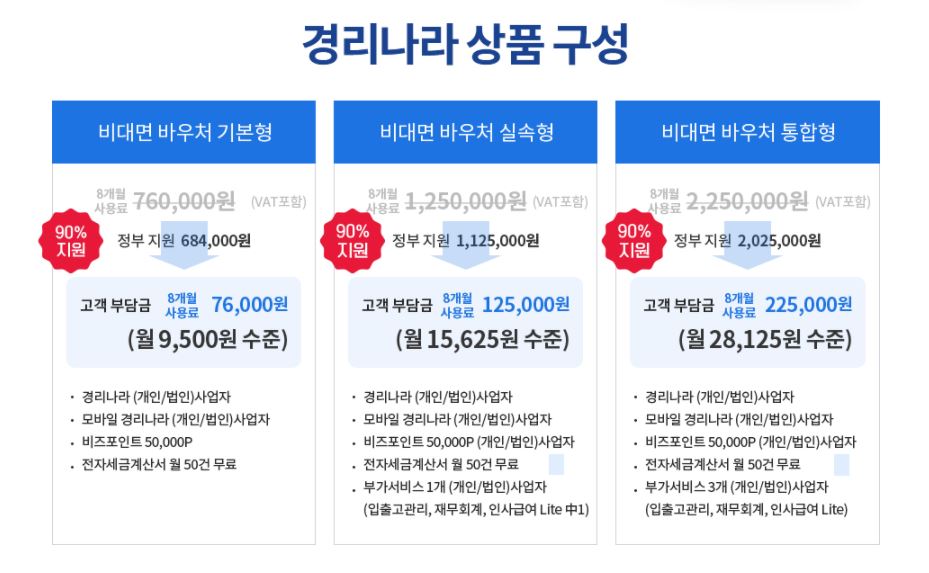 경리나라 상품 구성
비대면 바우처 기본형
8개월
사용료 760,000원 (VAT포함)
90%
지원
정부 지원 684,000원
고객 부담금 8개월
사용료 76,000원
(월 9,500원 수준)
· 경리나라 (개인/법인)사업자
· 모바일 경리나라 (개인/법인)사업자
· 비즈포인트 50,000P
· 전자세금계산서 월 50건 무료
비대면 바우처 실속형
8개월
사용료 1,250,000원 (VAT포함)
90%
지원
정부 지원 1,125,000원
고객 부담금 8개월
사용료 125,000원
(월 15,625원 수준)
· 경리나라 (개인/법인)사업자
· 모바일 경리나라 (개인/법인)사업자
· 비즈포인트 50,000P (개인/법인)사업자
· 전자세금계산서 월 50건 무료
· 부가서비스 1개 (개인/법인)사업자
(입출고관리, 재무회계, 인사급여 Lite 中1)
비대면 바우처 통합형
8개월
사용료 2,250,000원 (VAT포함)
90%
지원
정부 지원 2,025,000원
고객 부담금 8개월
사용료 225,000원
(월 28,125원 수준)
· 경리나라 (개인/법인)사업자
· 모바일 경리나라 (개인/법인)사업자
· 비즈포인트 50,000P (개인/법인)사업자
· 전자세금계산서 월 50건 무료
· 부가서비스 3개 (개인/법인)사업자
(입출고관리, 재무회계, 인사급여 Lite)